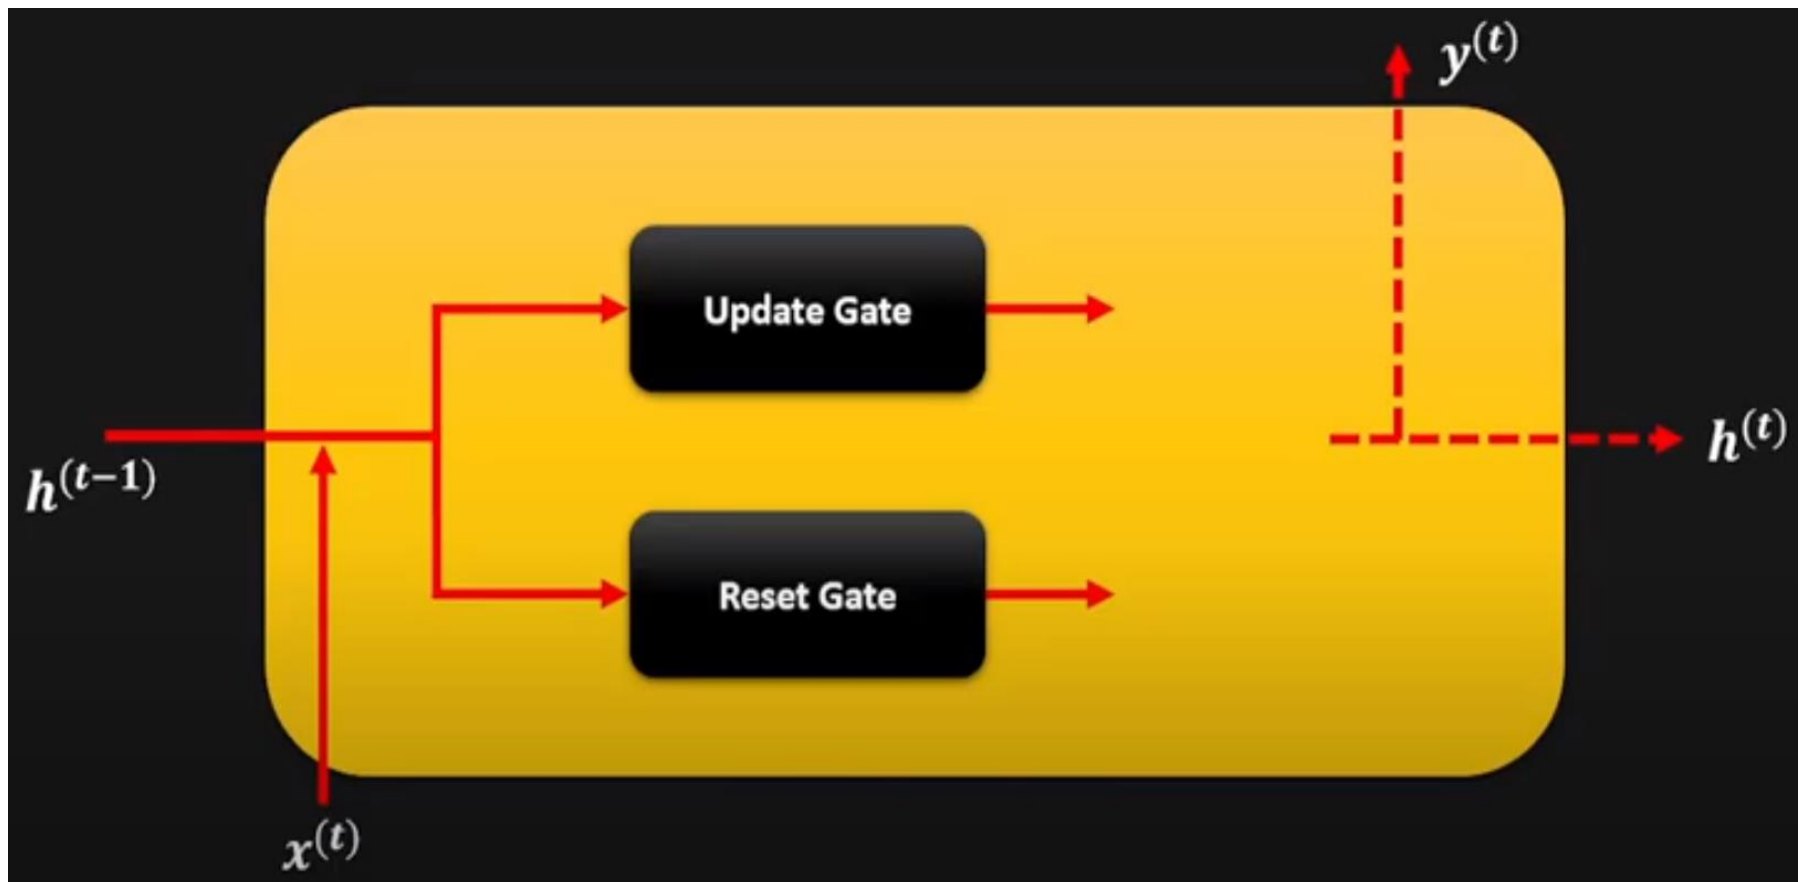 y^(t)
Update Gate
h^(t−1)
h^(t)
Reset Gate
x^(t)